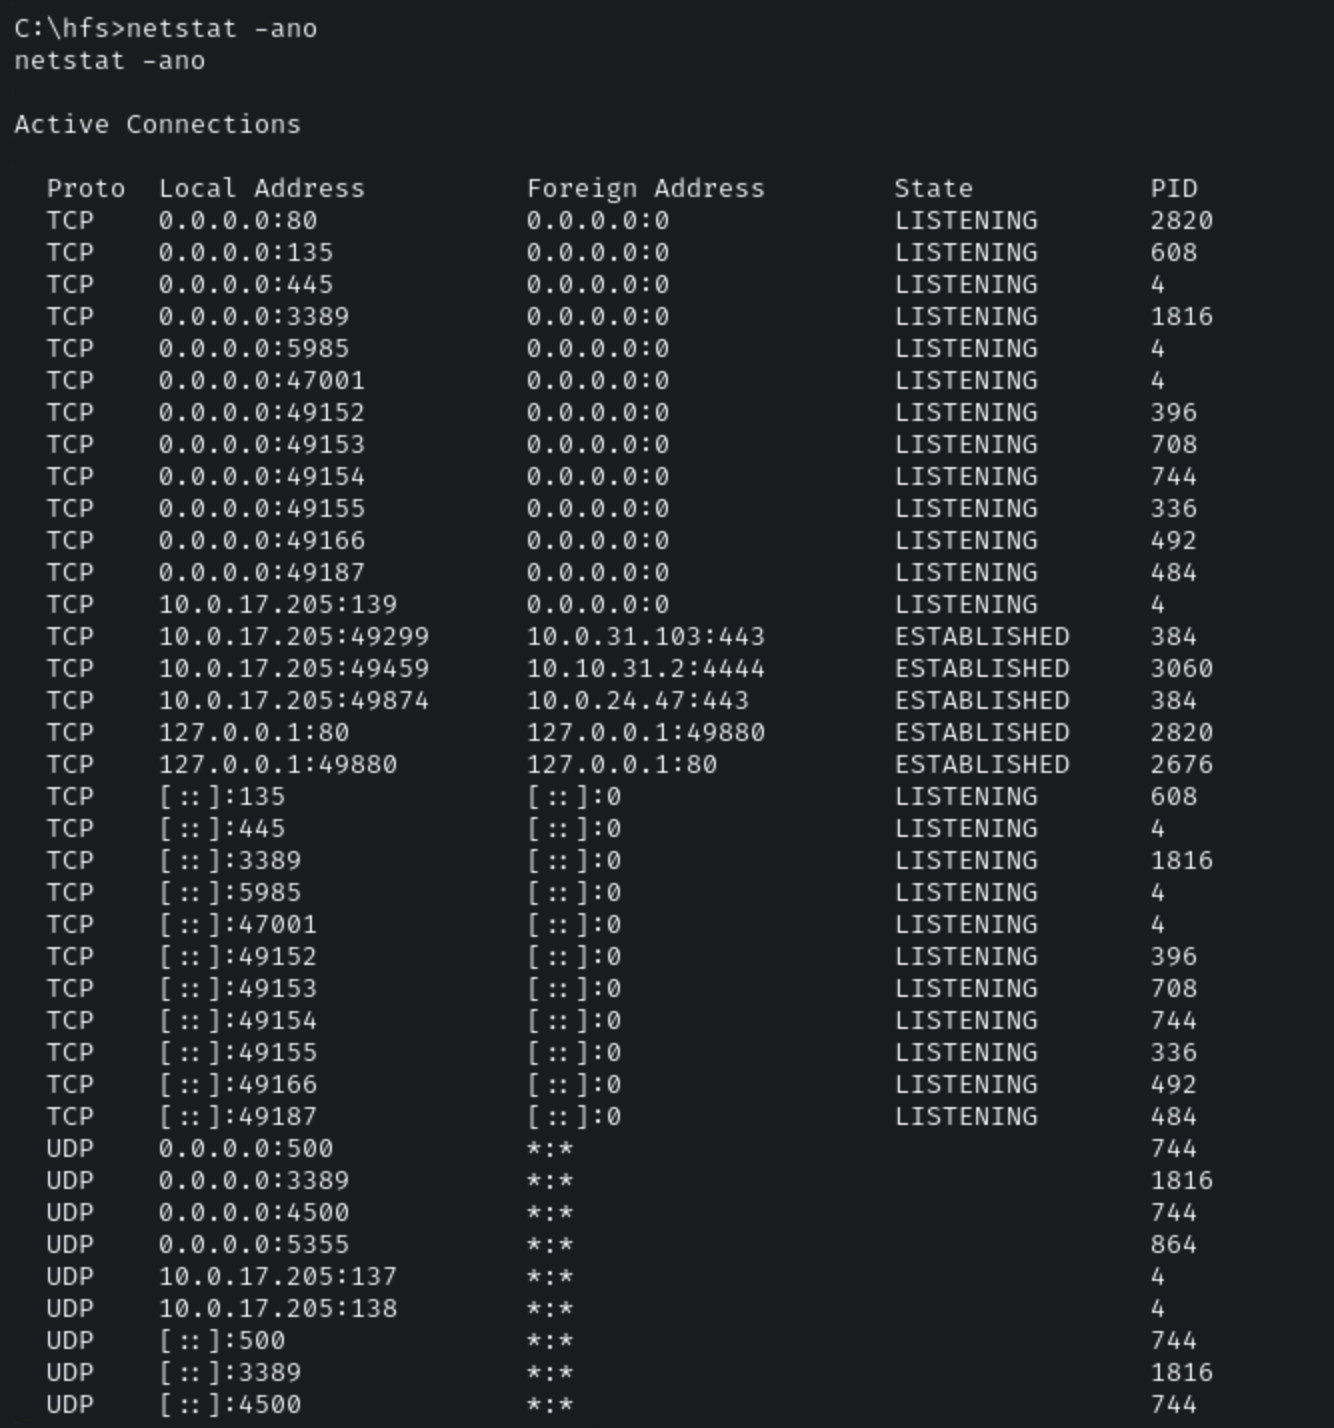 C:\hfs>netstat -ano
netstat -ano
Active Connections
Proto Local Address Foreign Address State PID
TCP 0.0.0.0:80 0.0.0.0:0 LISTENING 2820
TCP 0.0.0.0:135 0.0.0.0:0 LISTENING 608
TCP 0.0.0.0:445 0.0.0.0:0 LISTENING 4
TCP 0.0.0.0:3389 0.0.0.0:0 LISTENING 1816
TCP 0.0.0.0:5985 0.0.0.0:0 LISTENING 4
TCP 0.0.0.0:47001 0.0.0.0:0 LISTENING 4
TCP 0.0.0.0:49152 0.0.0.0:0 LISTENING 396
TCP 0.0.0.0:49153 0.0.0.0:0 LISTENING 708
TCP 0.0.0.0:49154 0.0.0.0:0 LISTENING 744
TCP 0.0.0.0:49155 0.0.0.0:0 LISTENING 336
TCP 0.0.0.0:49166 0.0.0.0:0 LISTENING 492
TCP 0.0.0.0:49187 0.0.0.0:0 LISTENING 484
TCP 10.0.17.205:139 0.0.0.0:0 LISTENING 4
TCP 10.0.17.205:49299 10.0.31.103:443 ESTABLISHED 384
TCP 10.0.17.205:49459 10.10.31.2:4444 ESTABLISHED 3060
TCP 10.0.17.205:49874 10.0.24.47:443 ESTABLISHED 384
TCP 127.0.0.1:80 127.0.0.1:49880 ESTABLISHED 2820
TCP 127.0.0.1:49880 127.0.0.1:80 ESTABLISHED 2676
TCP [::]:135 [::]:0 LISTENING 608
TCP [::]:445 [::]:0 LISTENING 4
TCP [::]:3389 [::]:0 LISTENING 1816
TCP [::]:5985 [::]:0 LISTENING 4
TCP [::]:47001 [::]:0 LISTENING 4
TCP [::]:49152 [::]:0 LISTENING 396
TCP [::]:49153 [::]:0 LISTENING 708
TCP [::]:49154 [::]:0 LISTENING 744
TCP [::]:49155 [::]:0 LISTENING 336
TCP [::]:49166 [::]:0 LISTENING 492
TCP [::]:49187 [::]:0 LISTENING 484
UDP 0.0.0.0:500 *:* 744
UDP 0.0.0.0:3389 *:* 1816
UDP 0.0.0.0:4500 *:* 744
UDP 0.0.0.0:5355 *:* 864
UDP 10.0.17.205:137 *:* 4
UDP 10.0.17.205:138 *:* 4
UDP [::]:500 *:* 744
UDP [::]:3389 *:* 1816
UDP [::]:4500 *:* 744